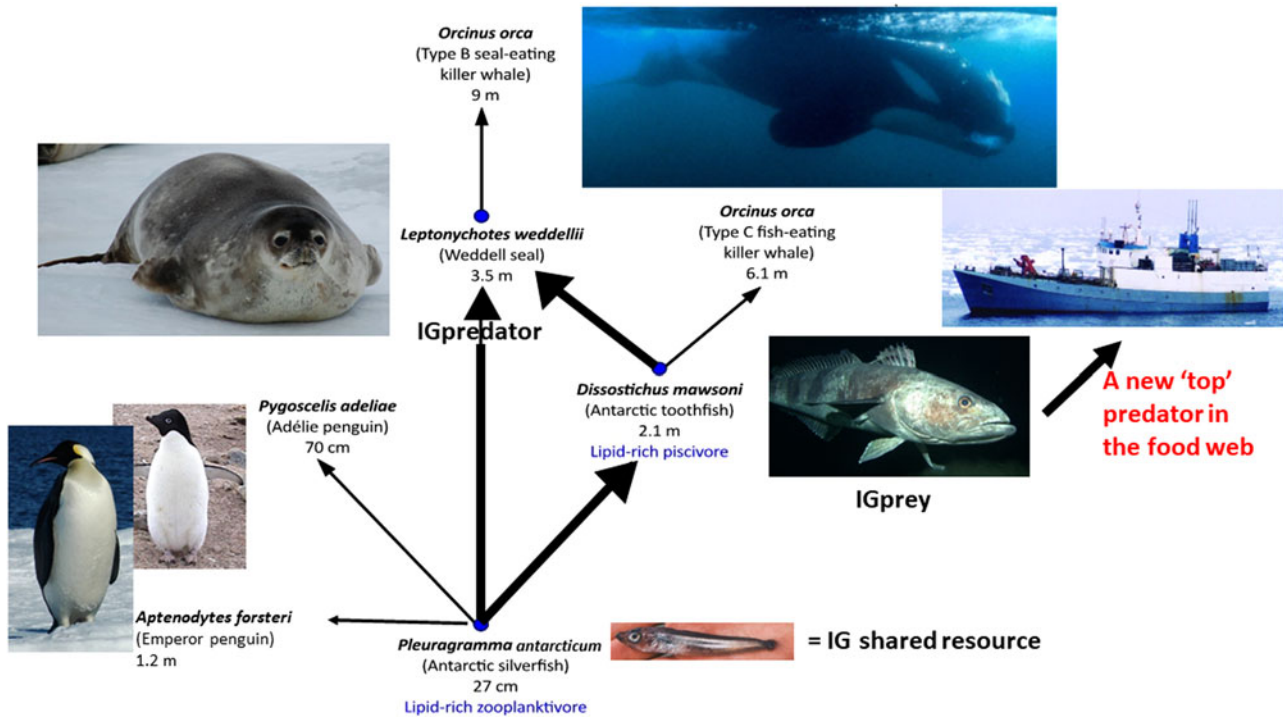 Orcinus orca
(Type B seal-eating
killer whale)
9 m
Leptonychotes weddellii
(Weddell seal)
3.5 m
IGpredator
Orcinus orca
(Type C fish-eating
killer whale)
6.1 m
Dissostichus mawsoni
(Antarctic toothfish)
2.1 m
Lipid-rich piscivore
IGprey
A new ‘top’
predator in
the food web
Pygoscelis adeliae
(Adélie penguin)
70 cm
Aptenodytes forsteri
(Emperor penguin)
1.2 m
Pleuragramma antarcticum
(Antarctic silverfish)
27 cm
Lipid-rich zooplanktivore
= IG shared resource